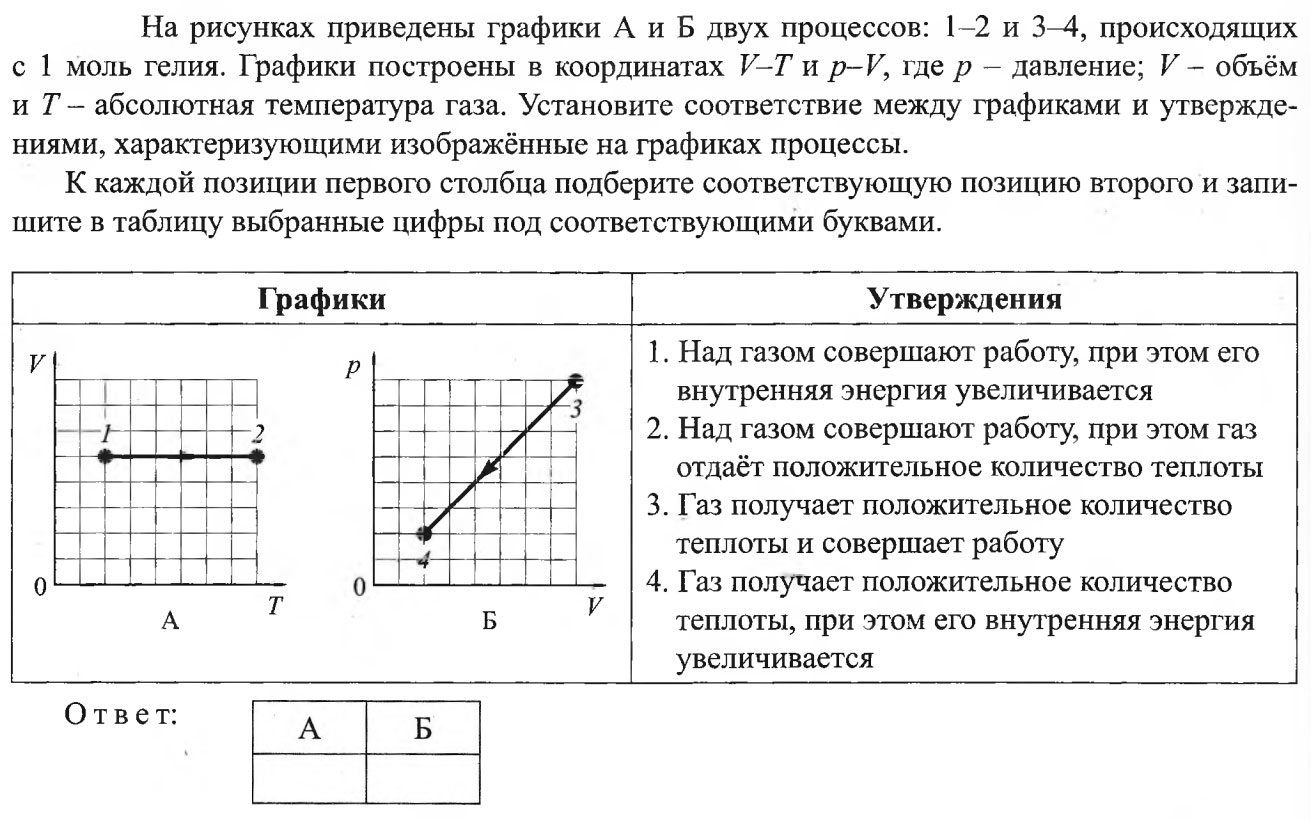 На рисунках приведены графики А и Б двух процессов: 1–2 и 3–4, происходящих
с 1 моль гелия. Графики построены в координатах V–T и p–V, где p – давление; V – объём
и T – абсолютная температура газа. Установите соответствие между графиками и утвержде-
ниями, характеризующими изображённые на графиках процессы.
К каждой позиции первого столбца подберите соответствующую позицию второго и запи-
шите в таблицу выбранные цифры под соответствующими буквами.
Графики
V
1
2
0
T
А
p
3
4
0
V
Б
Утверждения
1. Над газом совершают работу, при этом его
внутренняя энергия увеличивается
2. Над газом совершают работу, при этом газ
отдаёт положительное количество теплоты
3. Газ получает положительное количество
теплоты и совершает работу
4. Газ получает положительное количество
теплоты, при этом его внутренняя энергия
увеличивается
Ответ:
А Б